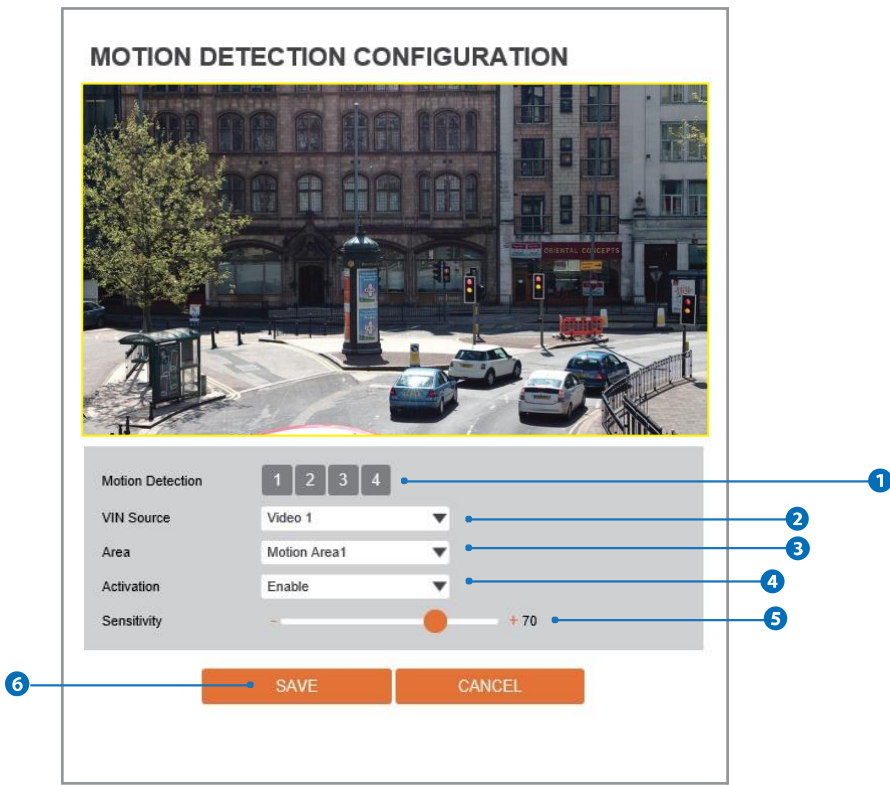 MOTION DETECTION CONFIGURATION
ORIENTAL CONCEPTS
Motion Detection 1 2 3 4 1
VIN Source Video 1 2
Area Motion Area1 3
Activation Enable 4
Sensitivity - + 70 5
6 SAVE CANCEL